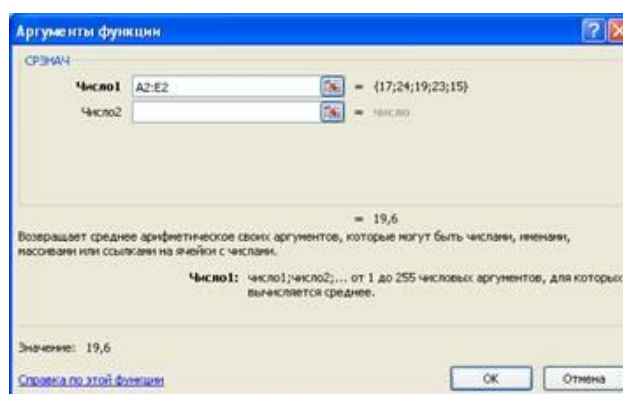 Аргументы функции
СРЗНАЧ
Число1 A2:E2 = {17;24;19;23;15}
Число2 = число
= 19,6
Возвращает среднее арифметическое своих аргументов, которые могут быть числами, именами,
массивами или ссылками на ячейки с числами.
Число1: число1;число2;... от 1 до 255 числовых аргументов, для которых
вычисляется среднее.
Значение: 19,6
Справка по этой функции
ОК
Отмена